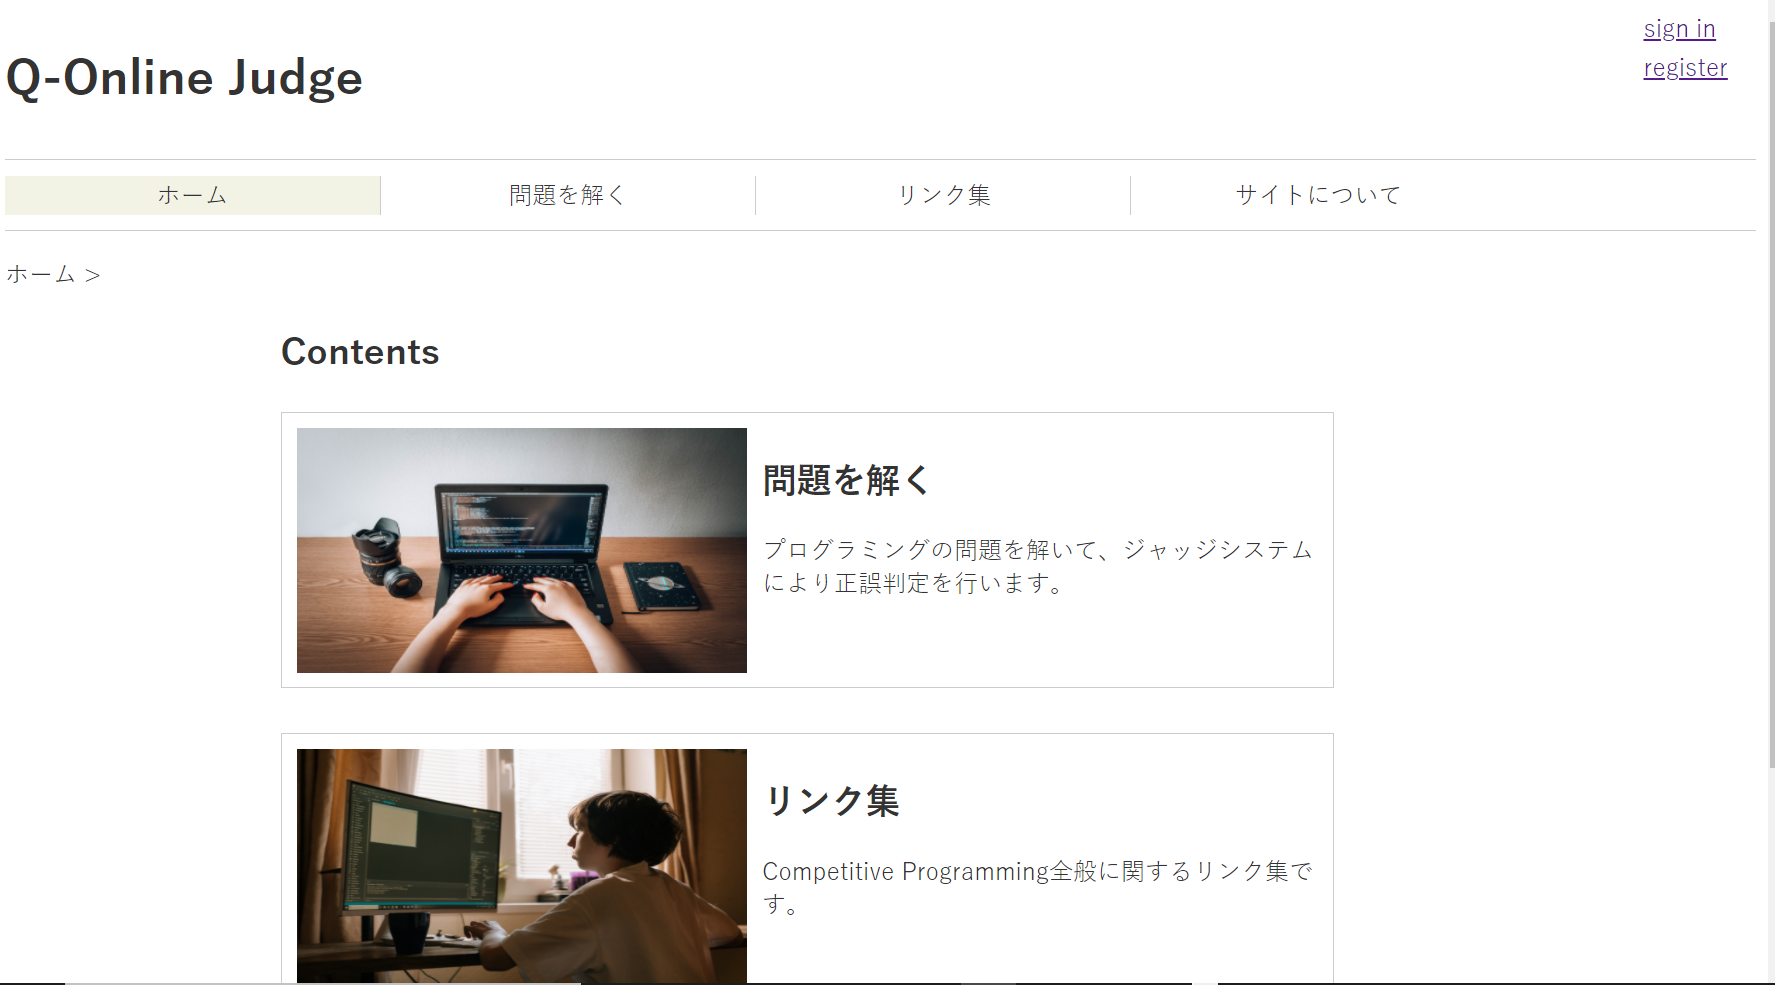 sign in
register
Q-Online Judge
ホーム
問題を解く
リンク集
サイトについて
ホーム >
Contents
問題を解く
プログラミングの問題を解いて、ジャッジシステム
により正誤判定を行います。
リンク集
Competitive Programming全般に関するリンク集で
す。